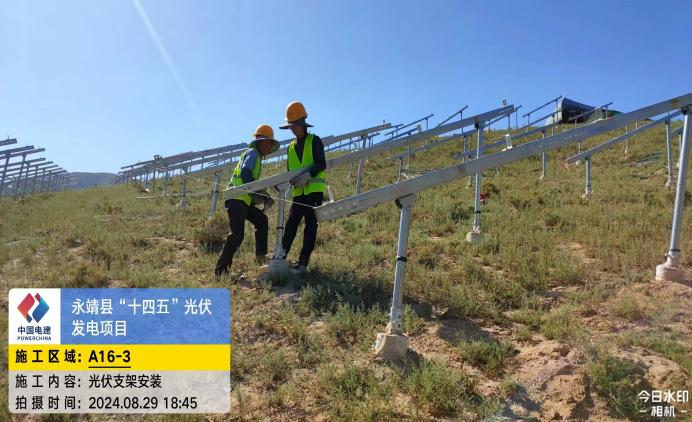 中国电建
POWERCHINA
永靖县“十四五”光伏
发电项目
施工区域：A16-3
施工内容：光伏支架安装
拍摄时间：2024.08.29 18:45
今日水印
相机